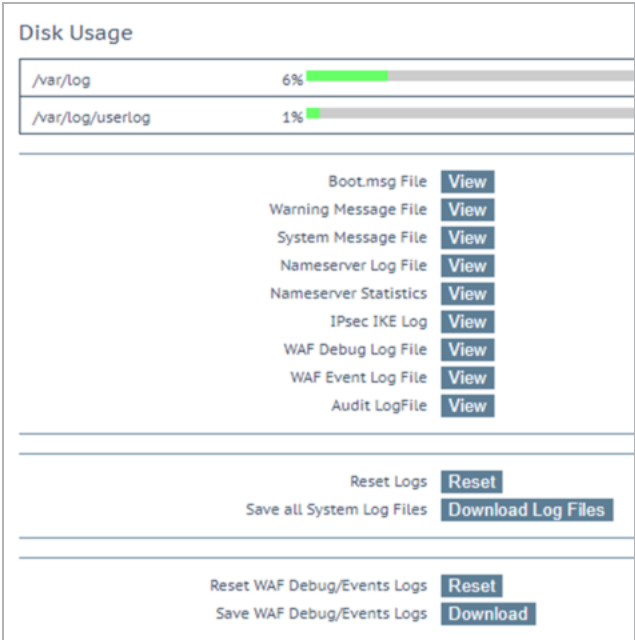 Disk Usage
/var/log 6%
/var/log/userlog 1%
Boot.msg File View
Warning Message File View
System Message File View
Nameserver Log File View
Nameserver Statistics View
IPsec IKE Log View
WAF Debug Log File View
WAF Event Log File View
Audit LogFile View
Reset Logs Reset
Save all System Log Files Download Log Files
Reset WAF Debug/Events Logs Reset
Save WAF Debug/Events Logs Download